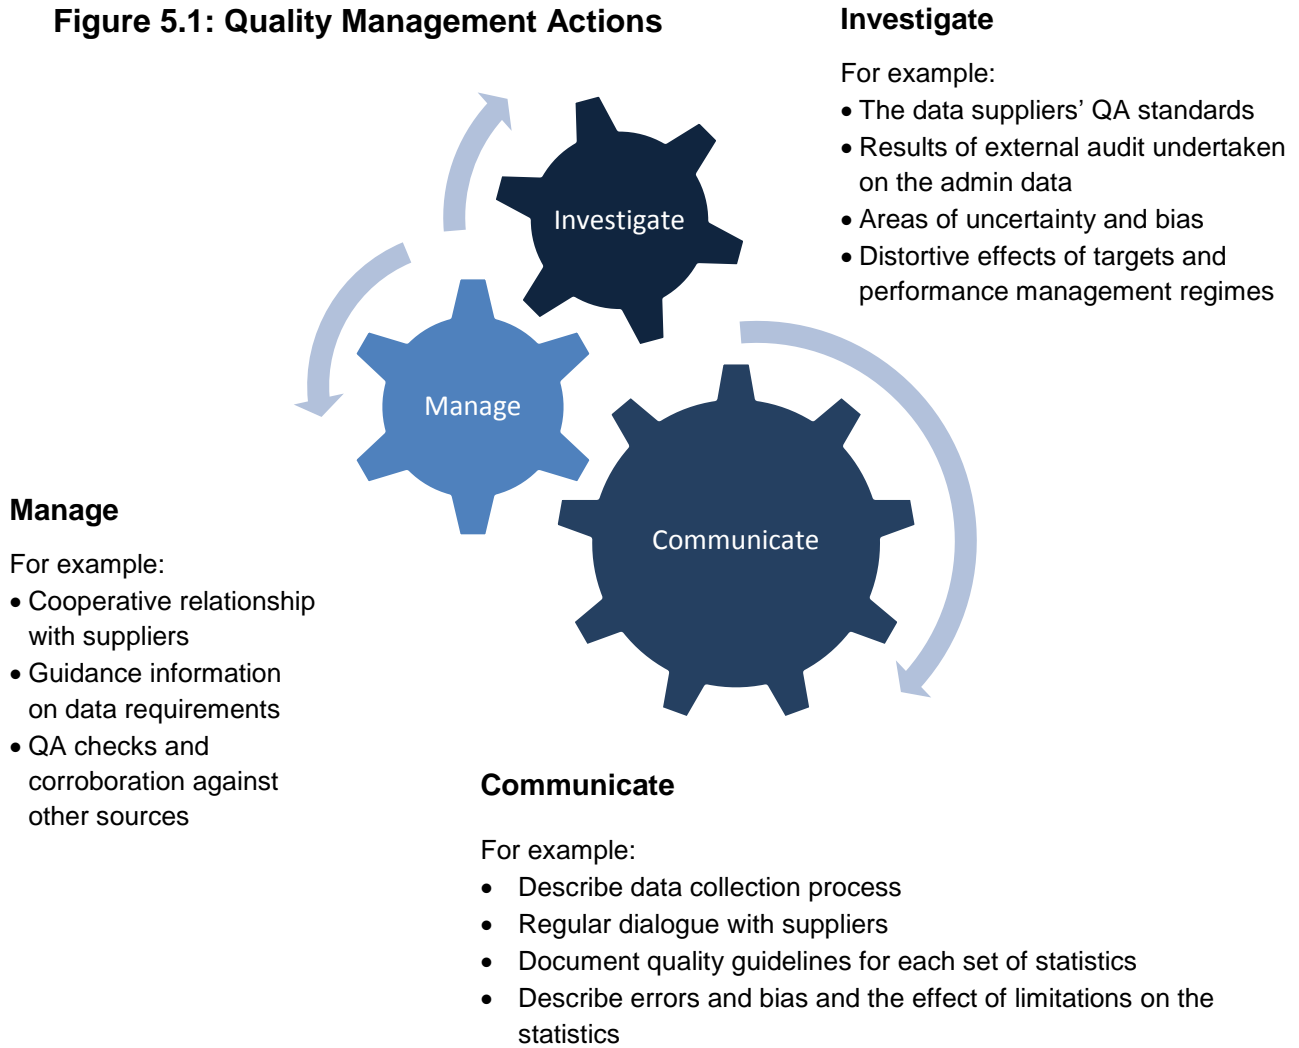 Figure 5.1: Quality Management Actions
Investigate
For example:
• The data suppliers’ QA standards
• Results of external audit undertaken
on the admin data
• Areas of uncertainty and bias
• Distortive effects of targets and
performance management regimes
Investigate
Manage
Communicate
Manage
For example:
• Cooperative relationship
with suppliers
• Guidance information
on data requirements
• QA checks and
corroboration against
other sources
Communicate
For example:
• Describe data collection process
• Regular dialogue with suppliers
• Document quality guidelines for each set of statistics
• Describe errors and bias and the effect of limitations on the
statistics